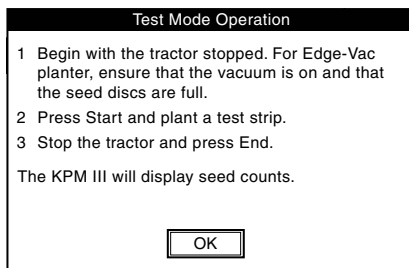 Test Mode Operation
1 Begin with the tractor stopped. For Edge-Vac
planter, ensure that the vacuum is on and that
the seed discs are full.
2 Press Start and plant a test strip.
3 Stop the tractor and press End.
The KPM III will display seed counts.
OK